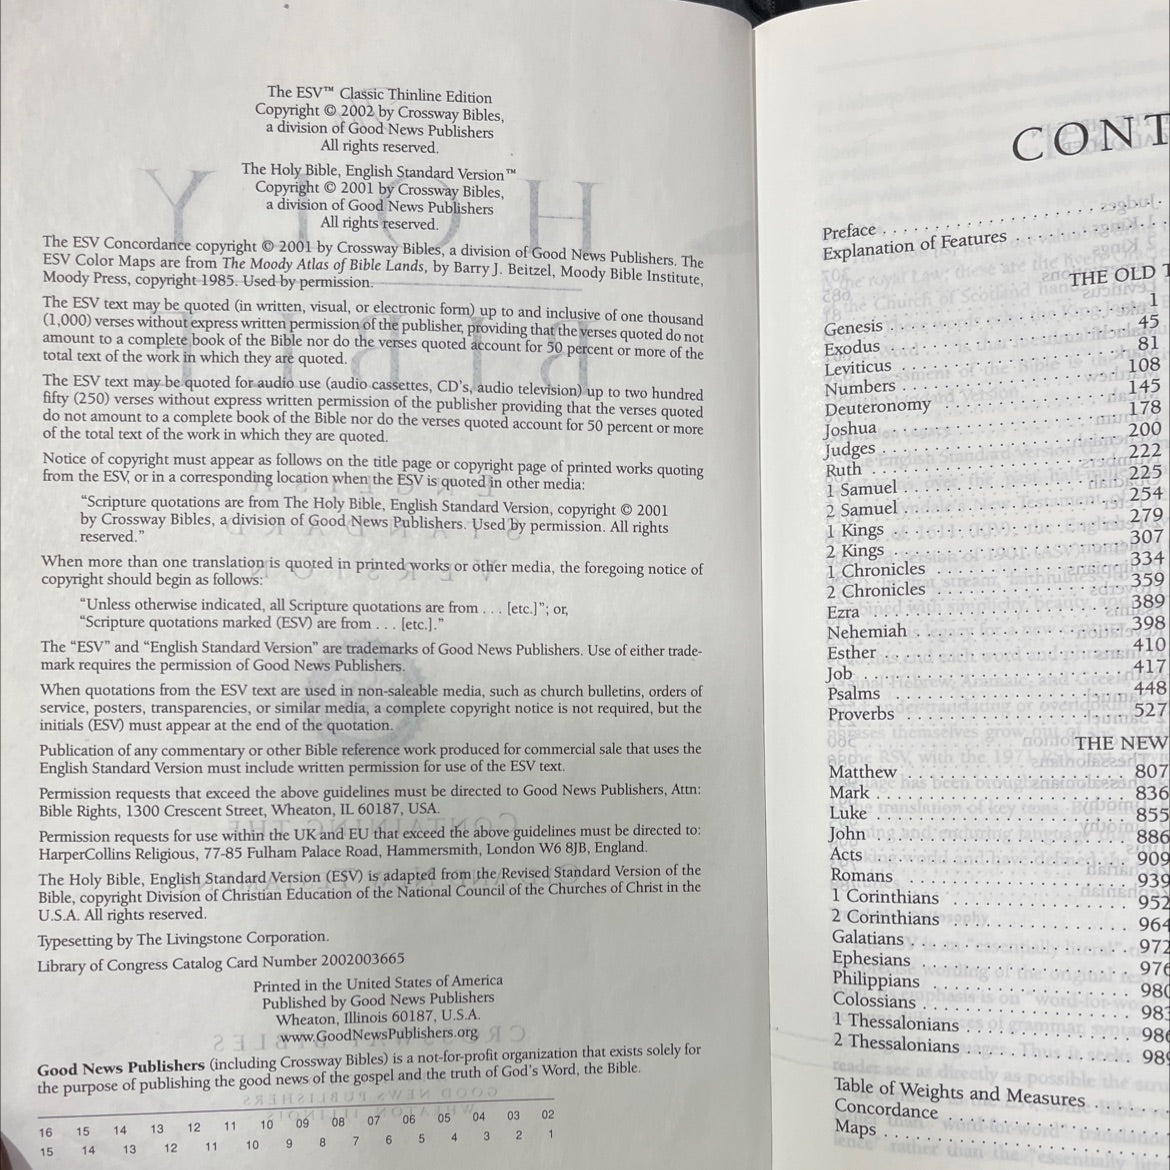 The ESV™ Classic Thinline Edition
Copyright © 2002 by Crossway Bibles,
a division of Good News Publishers
All rights reserved.
The Holy Bible, English Standard Version™
Copyright © 2001 by Crossway Bibles,
a division of Good News Publishers
All rights reserved.
The ESV Concordance copyright © 2001 by Crossway Bibles, a division of Good News Publishers. The
ESV Color Maps are from The Moody Atlas of Bible Lands, by Barry J. Beitzel, Moody Bible Institute,
Moody Press, copyright 1985. Used by permission.
The ESV text may be quoted (in written, visual, or electronic form) up to and inclusive of one thousand
(1,000) verses without express written permission of the publisher, providing that the verses quoted do not
amount to a complete book of the Bible nor do the verses quoted account for 50 percent or more of the
total text of the work in which they are quoted.
The ESV text may be quoted for audio use (audio cassettes, CD's, audio television) up to two hundred
fifty (250) verses without express written permission of the publisher providing that the verses quoted
do not amount to a complete book of the Bible nor do the verses quoted account for 50 percent or more
of the total text of the work in which they are quoted.
Notice of copyright must appear as follows on the title page or copyright page of printed works quoting
from the ESV, or in a corresponding location when the ESV is quoted in other media:
“Scripture quotations are from The Holy Bible, English Standard Version, copyright © 2001
by Crossway Bibles, a division of Good News Publishers. Used by permission. All rights
reserved.”
When more than one translation is quoted in printed works or other media, the foregoing notice of
copyright should begin as follows:
“Unless otherwise indicated, all Scripture quotations are from . . . [etc.]”; or,
“Scripture quotations marked (ESV) are from . . . [etc.].”
The “ESV” and “English Standard Version” are trademarks of Good News Publishers. Use of either trade-
mark requires the permission of Good News Publishers.
When quotations from the ESV text are used in non-saleable media, such as church bulletins, orders of
service, posters, transparencies, or similar media, a complete copyright notice is not required, but the
initials (ESV) must appear at the end of the quotation.
Publication of any commentary or other Bible reference work produced for commercial sale that uses the
English Standard Version must include written permission for use of the ESV text.
Permission requests that exceed the above guidelines must be directed to Good News Publishers, Attn:
Bible Rights, 1300 Crescent Street, Wheaton, IL 60187, USA.
Permission requests for use within the UK and EU that exceed the above guidelines must be directed to:
HarperCollins Religious, 77-85 Fulham Palace Road, Hammersmith, London W6 8JB, England.
The Holy Bible, English Standard Version (ESV) is adapted from the Revised Standard Version of the
Bible, copyright Division of Christian Education of the National Council of the Churches of Christ in the
U.S.A. All rights reserved.
Typesetting by The Livingstone Corporation.
Library of Congress Catalog Card Number 2002003665
Printed in the United States of America
Published by Good News Publishers
Wheaton, Illinois 60187, U.S.A.
www.GoodNewsPublishers.org
Good News Publishers (including Crossway Bibles) is a not-for-profit organization that exists solely for
the purpose of publishing the good news of the gospel and the truth of God's Word, the Bible.
16 15 14 13 12 11 10 09 08 07 06 05 04 03 02
15 14 13 12 11 10 9 8 7 6 5 4 3 2 1
CONT
Preface
Explanation of Features
THE OLD T
Genesis 1
Exodus 45
Leviticus 81
Numbers 108
Deuteronomy 145
Joshua 178
Judges 200
Ruth 222
1 Samuel 225
2 Samuel 254
1 Kings 279
2 Kings 307
1 Chronicles 334
2 Chronicles 359
Ezra 389
Nehemiah 398
Esther 410
Job 417
Psalms 448
Proverbs 527
THE NEW
Matthew 807
Mark 836
Luke 855
John 886
Acts 909
Romans 939
1 Corinthians 952
2 Corinthians 964
Galatians 972
Ephesians 976
Philippians 980
Colossians 983
1 Thessalonians 986
2 Thessalonians 989
Table of Weights and Measures
Concordance
Maps